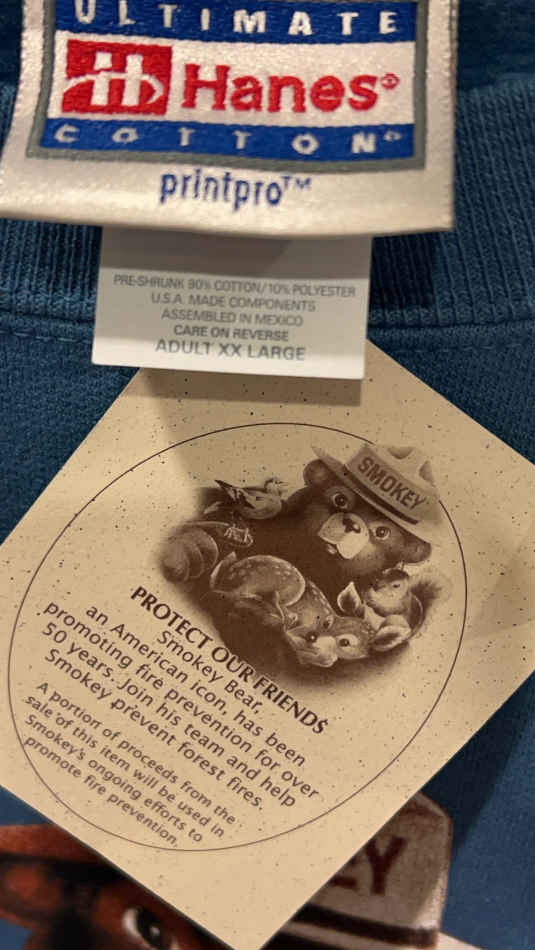 ULTIMATE
Hanes®
COTTON®
printpro™
PRE-SHRUNK 90% COTTON/10% POLYESTER
U.S.A. MADE COMPONENTS
ASSEMBLED IN MEXICO
CARE ON REVERSE
ADULT XX LARGE
SMOKEY
PROTECT OUR FRIENDS
Smokey Bear,
an American icon, has been
promoting fire prevention for over
50 years. Join his team and help
Smokey prevent forest fires.
A portion of proceeds from the
sale of this item will be used in
Smokey's ongoing efforts to
promote fire prevention.
EY